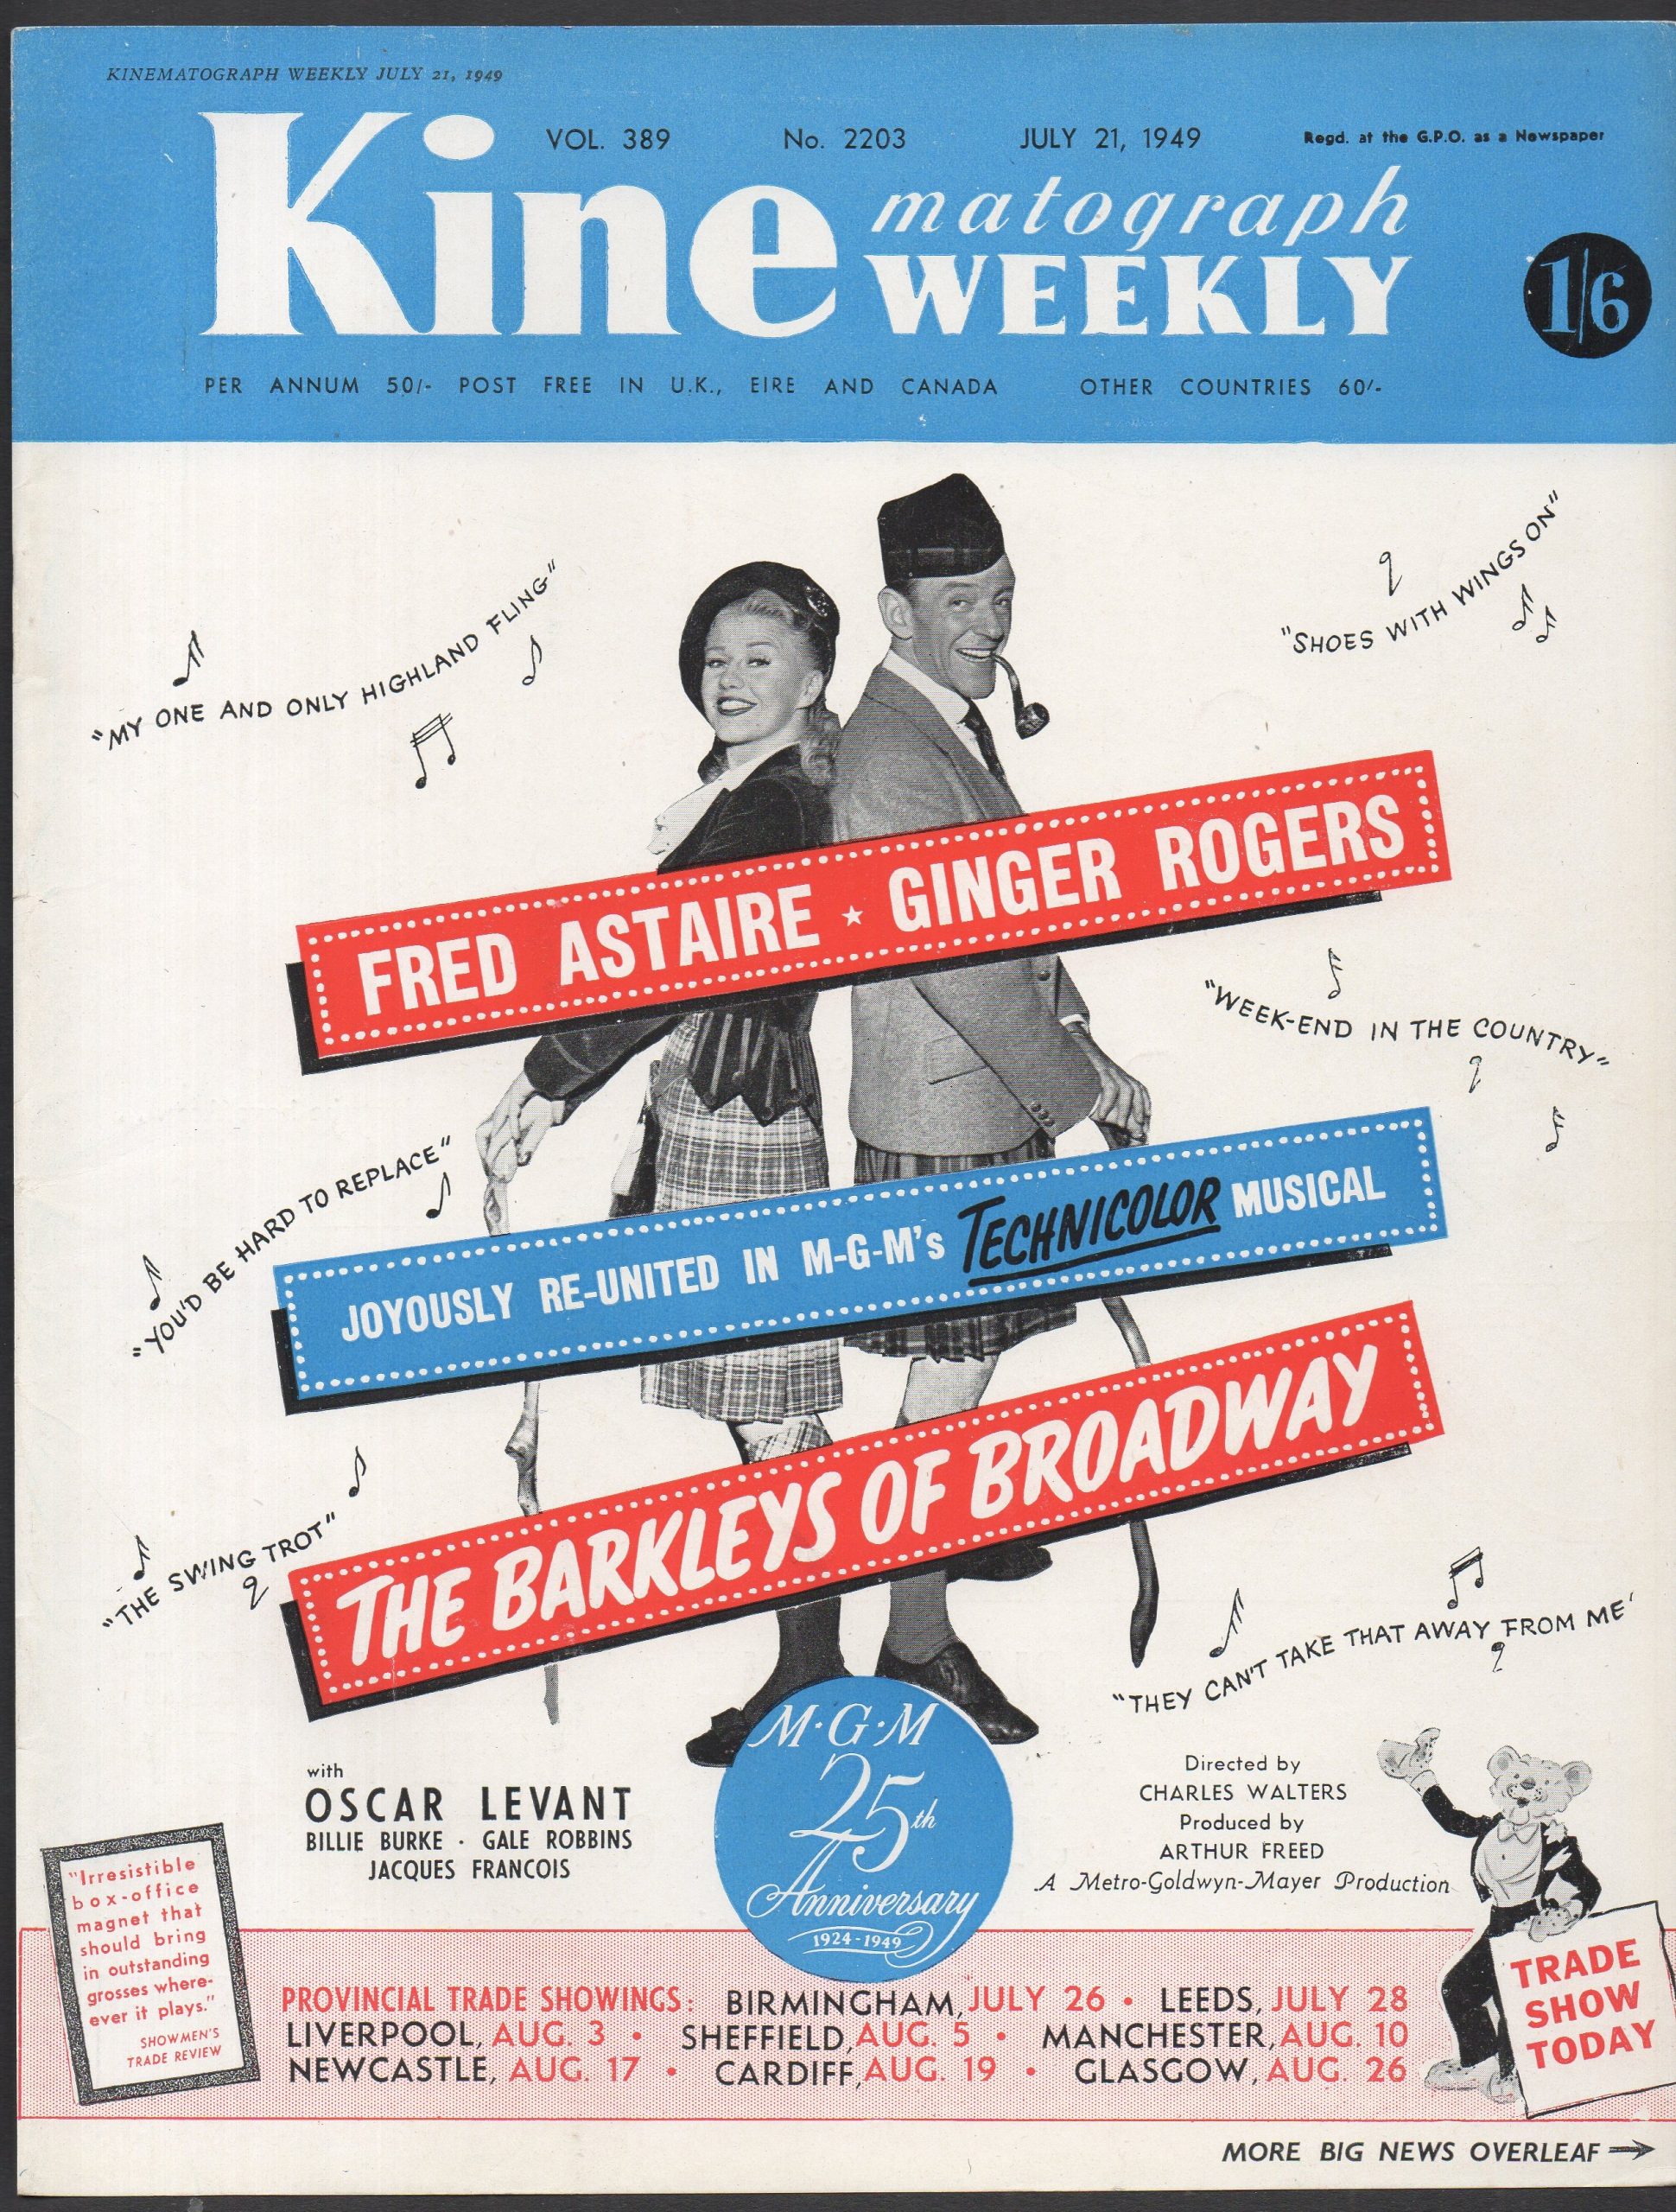 KINEMATOGRAPH WEEKLY JULY 21, 1949
VOL. 389 No. 2203 JULY 21, 1949 Regd. at the G.P.O. as a Newspaper
Kinematograph
WEEKLY
1/6
PER ANNUM 50/- POST FREE IN U.K., EIRE AND CANADA OTHER COUNTRIES 60/-
"MY ONE AND ONLY HIGHLAND FLING"
"SHOES WITH WINGS ON"
FRED ASTAIRE ★ GINGER ROGERS
"WEEK-END IN THE COUNTRY"
"YOU'D BE HARD TO REPLACE"
JOYOUSLY RE-UNITED IN M-G-M's TECHNICOLOR MUSICAL
THE BARKLEYS OF BROADWAY
"THE SWING TROT"
"THEY CAN'T TAKE THAT AWAY FROM ME'
with
OSCAR LEVANT
BILLIE BURKE · GALE ROBBINS
JACQUES FRANCOIS
M·G·M
25th
Anniversary
1924-1949
Directed by
CHARLES WALTERS
Produced by
ARTHUR FREED
A Metro-Goldwyn-Mayer Production
"Irresistible
box-office
magnet that
should bring
in outstanding
grosses where-
ever it plays."
SHOWMEN'S
TRADE REVIEW
PROVINCIAL TRADE SHOWINGS: BIRMINGHAM, JULY 26 • LEEDS, JULY 28
LIVERPOOL, AUG. 3 • SHEFFIELD, AUG. 5 • MANCHESTER, AUG. 10
NEWCASTLE, AUG. 17 • CARDIFF, AUG. 19 • GLASGOW, AUG. 26
TRADE
SHOW
TODAY
MORE BIG NEWS OVERLEAF →